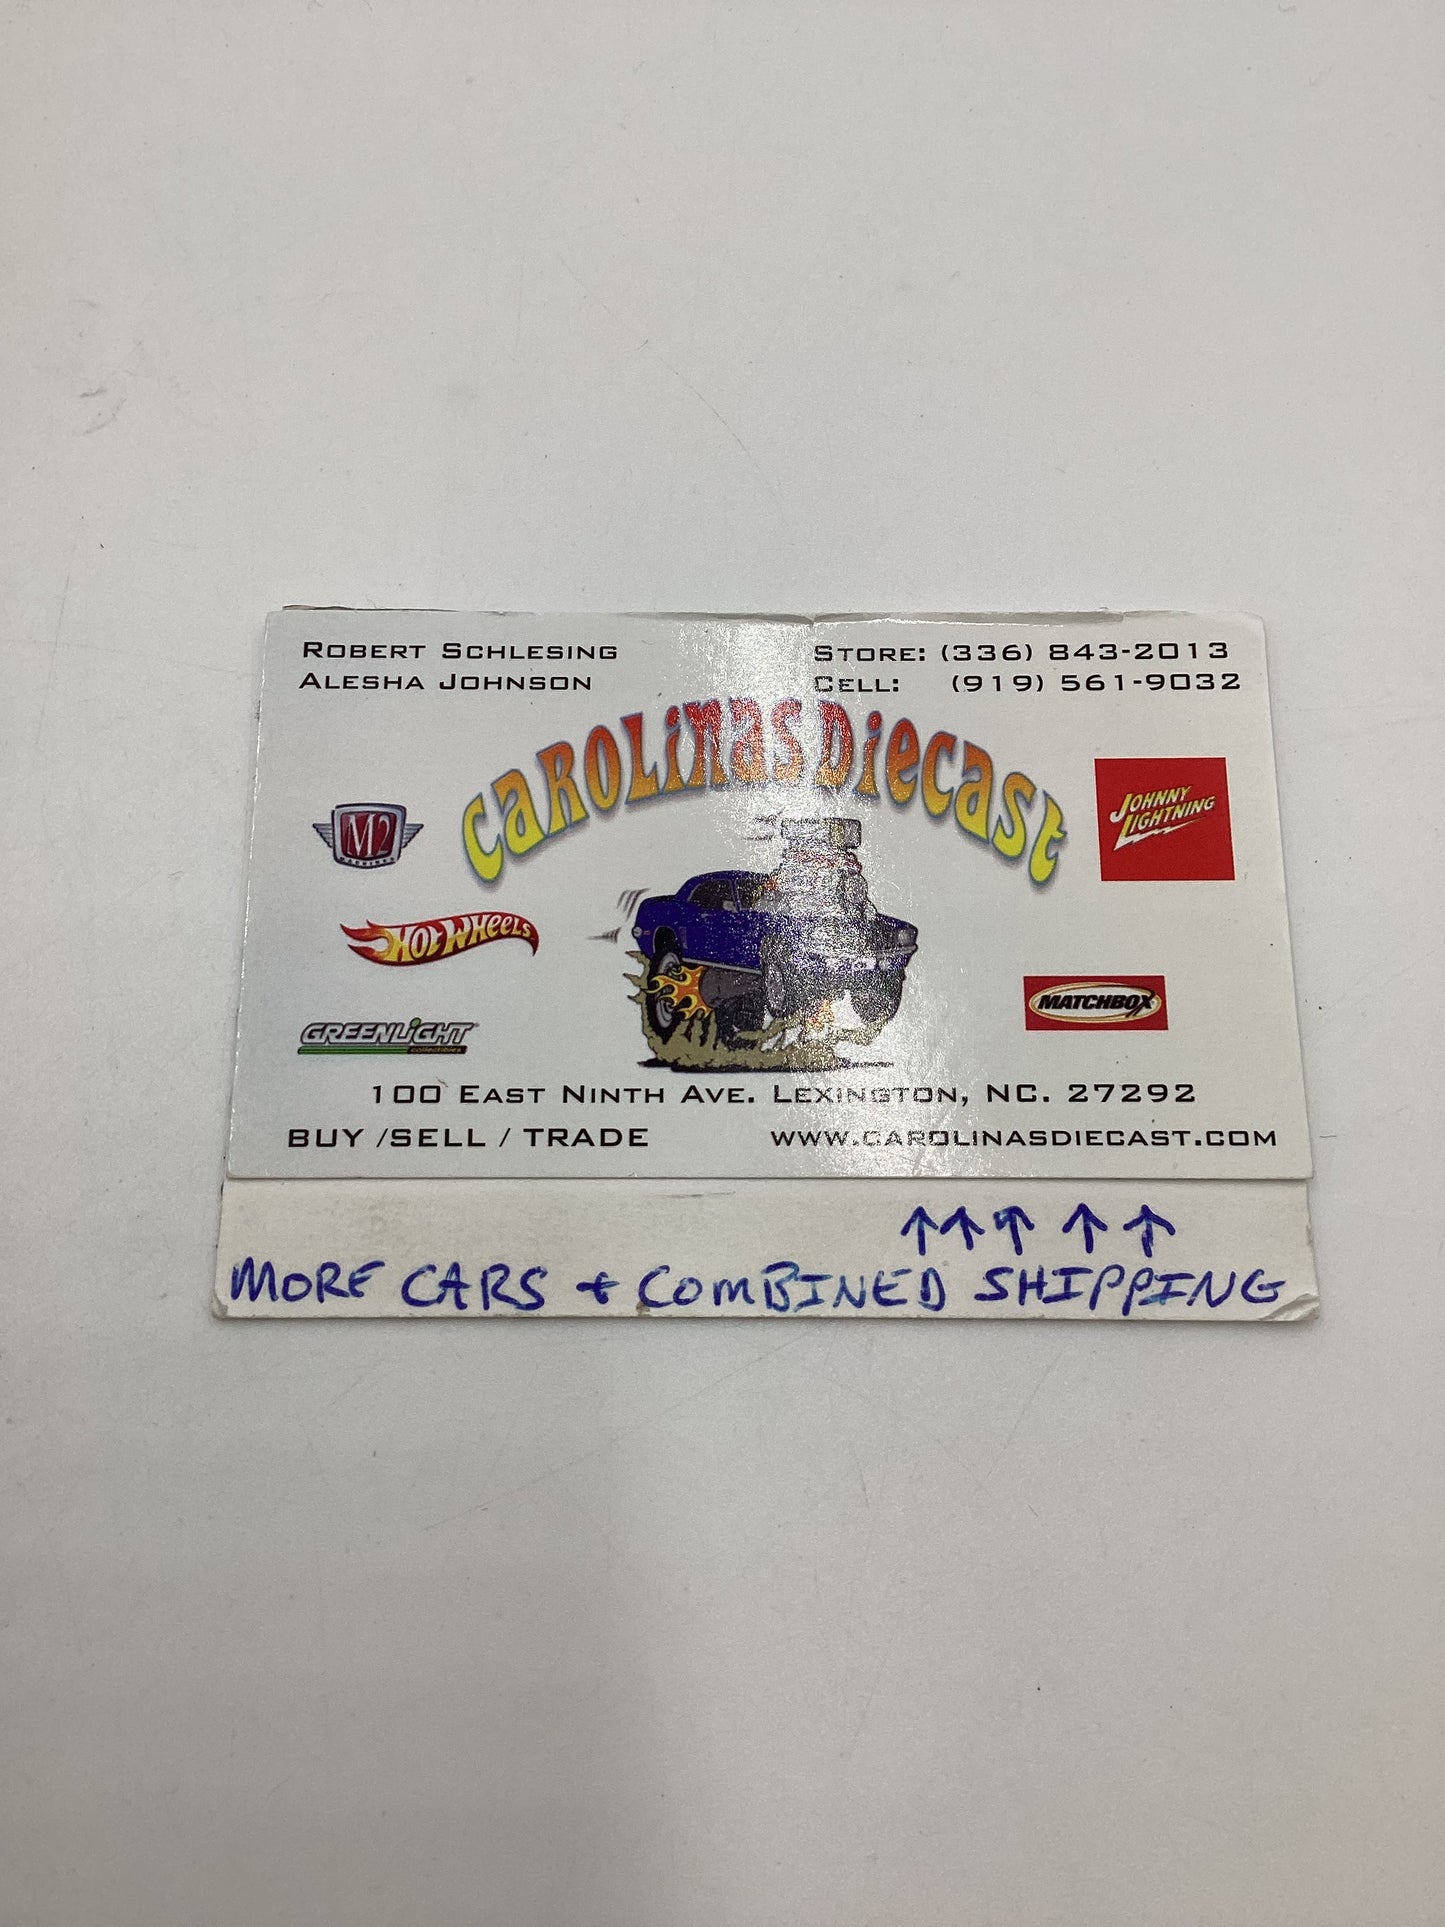 ROBERT SCHLESING
ALESHA JOHNSON
STORE: (336) 843-2013
CELL: (919) 561-9032
CAROLINAS DIECAST
M2
MACHINES
JOHNNY
LIGHTNING
HOT WHEELS
MATCHBOX
GREENLIGHT
collectibles
100 EAST NINTH AVE. LEXINGTON, NC. 27292
BUY /SELL / TRADE
WWW.CAROLINASDIECAST.COM
↑↑↑ ↑ ↑
MORE CARS + COMBINED SHIPPING